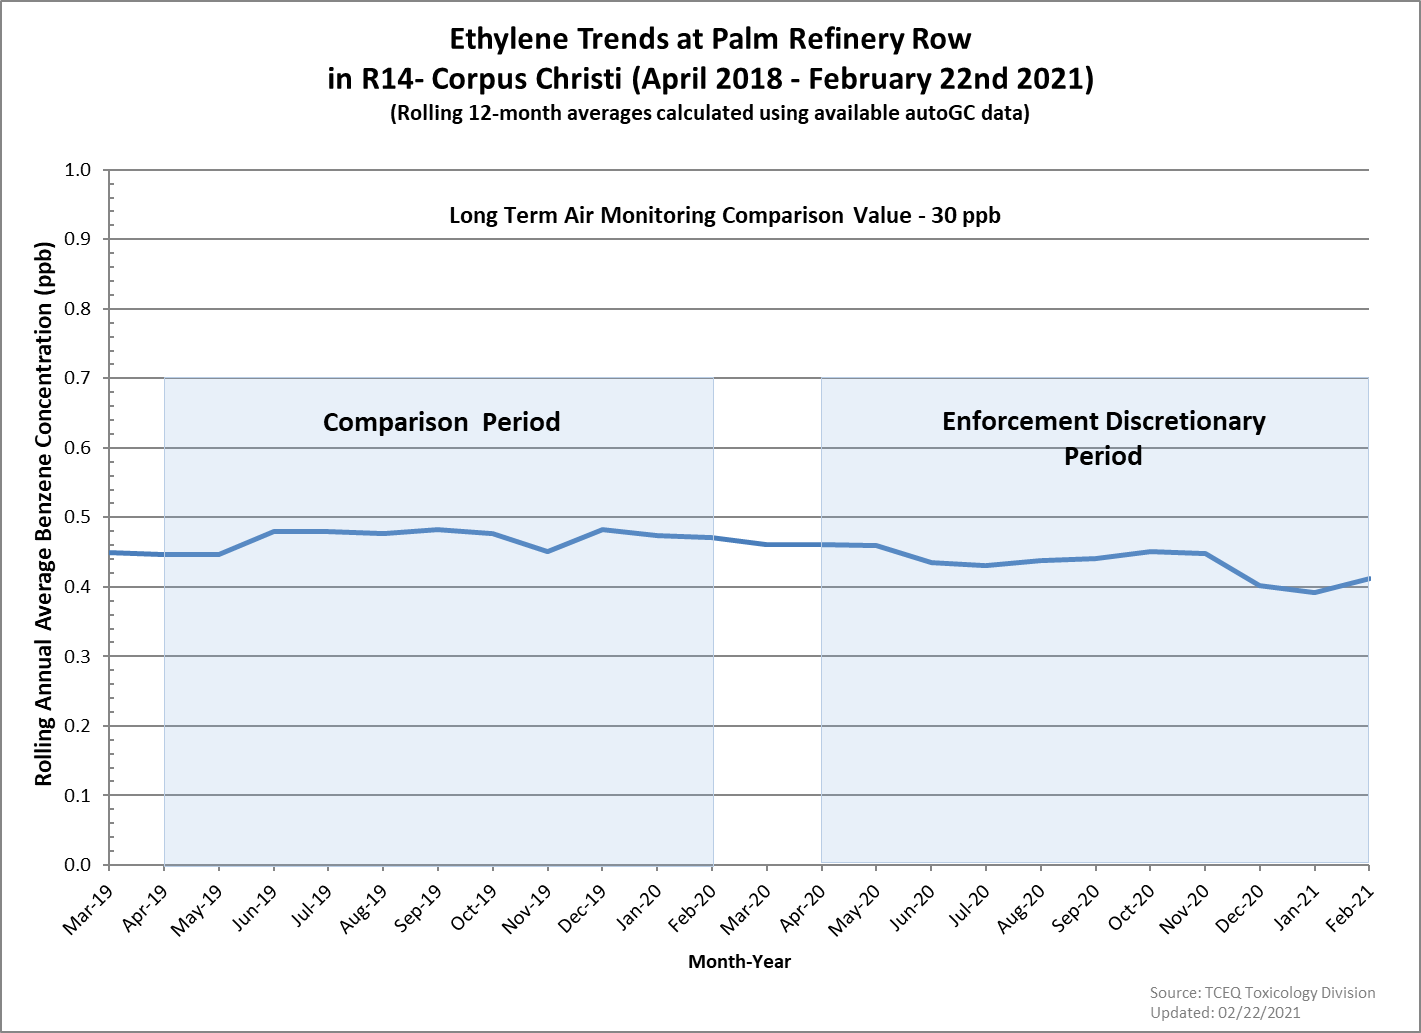 Ethylene Trends at Palm Refinery Row
in R14- Corpus Christi (April 2018 - February 22nd 2021)
(Rolling 12-month averages calculated using available autoGC data)
Rolling Annual Average Benzene Concentration (ppb)
1.0
0.9
0.8
0.7
0.6
0.5
0.4
0.3
0.2
0.1
0.0
Long Term Air Monitoring Comparison Value - 30 ppb
Comparison Period
Enforcement Discretionary
Period
Mar-19
Apr-19
May-19
Jun-19
Jul-19
Aug-19
Sep-19
Oct-19
Nov-19
Dec-19
Jan-20
Feb-20
Mar-20
Apr-20
May-20
Jun-20
Jul-20
Aug-20
Sep-20
Oct-20
Nov-20
Dec-20
Jan-21
Feb-21
Month-Year
Source: TCEQ Toxicology Division
Updated: 02/22/2021